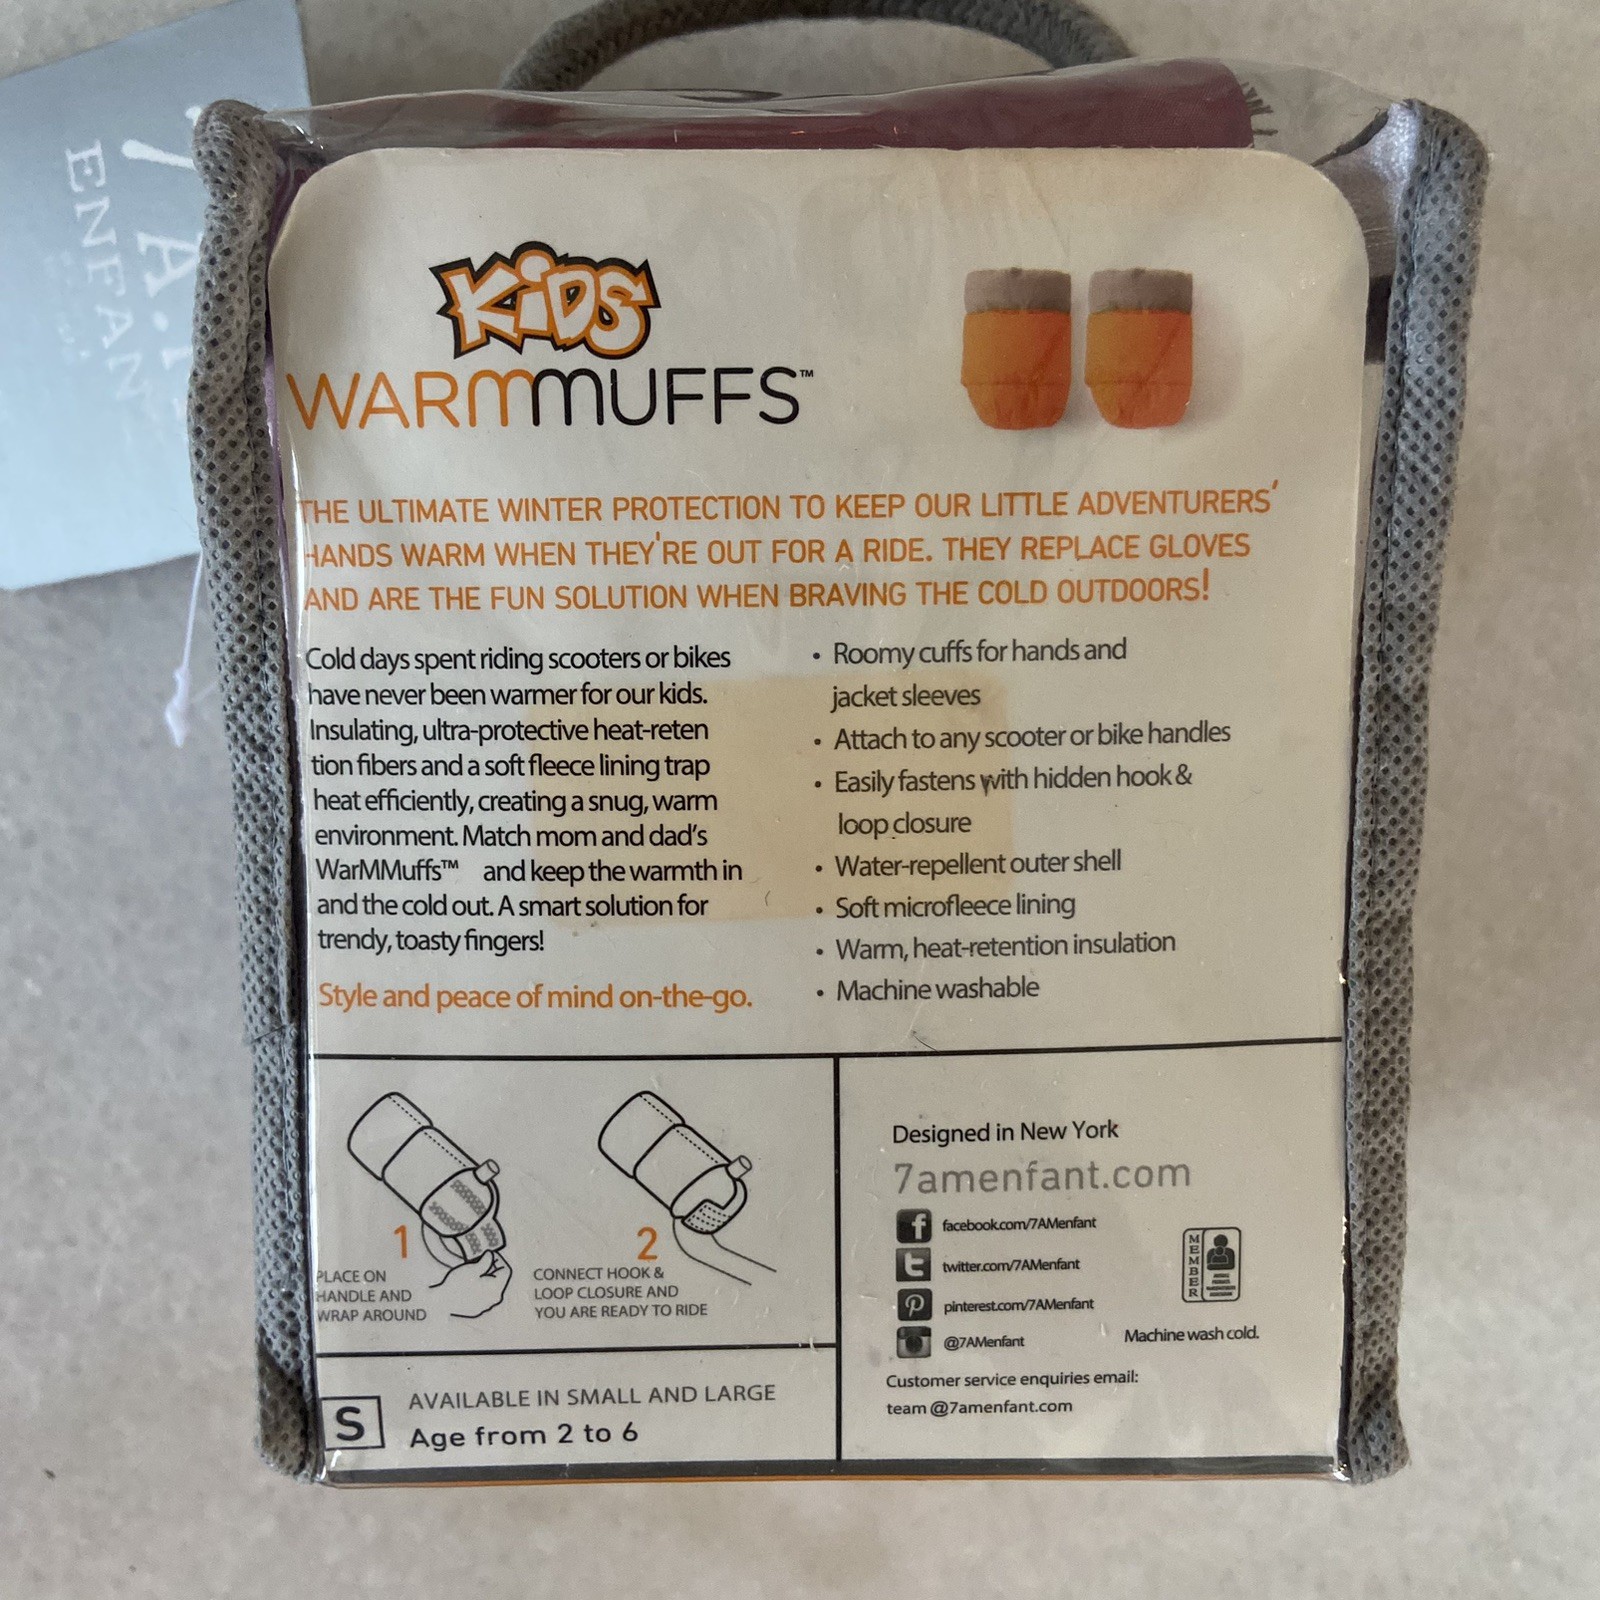 7 A.
ENFAN
KiDS
WARMMUFFS™
THE ULTIMATE WINTER PROTECTION TO KEEP OUR LITTLE ADVENTURERS'
HANDS WARM WHEN THEY'RE OUT FOR A RIDE. THEY REPLACE GLOVES
AND ARE THE FUN SOLUTION WHEN BRAVING THE COLD OUTDOORS!
Cold days spent riding scooters or bikes
have never been warmer for our kids.
Insulating, ultra-protective heat-reten
tion fibers and a soft fleece lining trap
heat efficiently, creating a snug, warm
environment. Match mom and dad's
WarMMuffs™ and keep the warmth in
and the cold out. A smart solution for
trendy, toasty fingers!
Style and peace of mind on-the-go.
• Roomy cuffs for hands and
jacket sleeves
• Attach to any scooter or bike handles
• Easily fastens with hidden hook &
loop closure
• Water-repellent outer shell
• Soft microfleece lining
• Warm, heat-retention insulation
• Machine washable
1
PLACE ON
HANDLE AND
WRAP AROUND
2
CONNECT HOOK &
LOOP CLOSURE AND
YOU ARE READY TO RIDE
S
AVAILABLE IN SMALL AND LARGE
Age from 2 to 6
Designed in New York
7amenfant.com
facebook.com/7AMenfant
twitter.com/7AMenfant
pinterest.com/7AMenfant
@7AMenfant
MEMBER
Machine wash cold.
Customer service enquiries email:
team @7amenfant.com